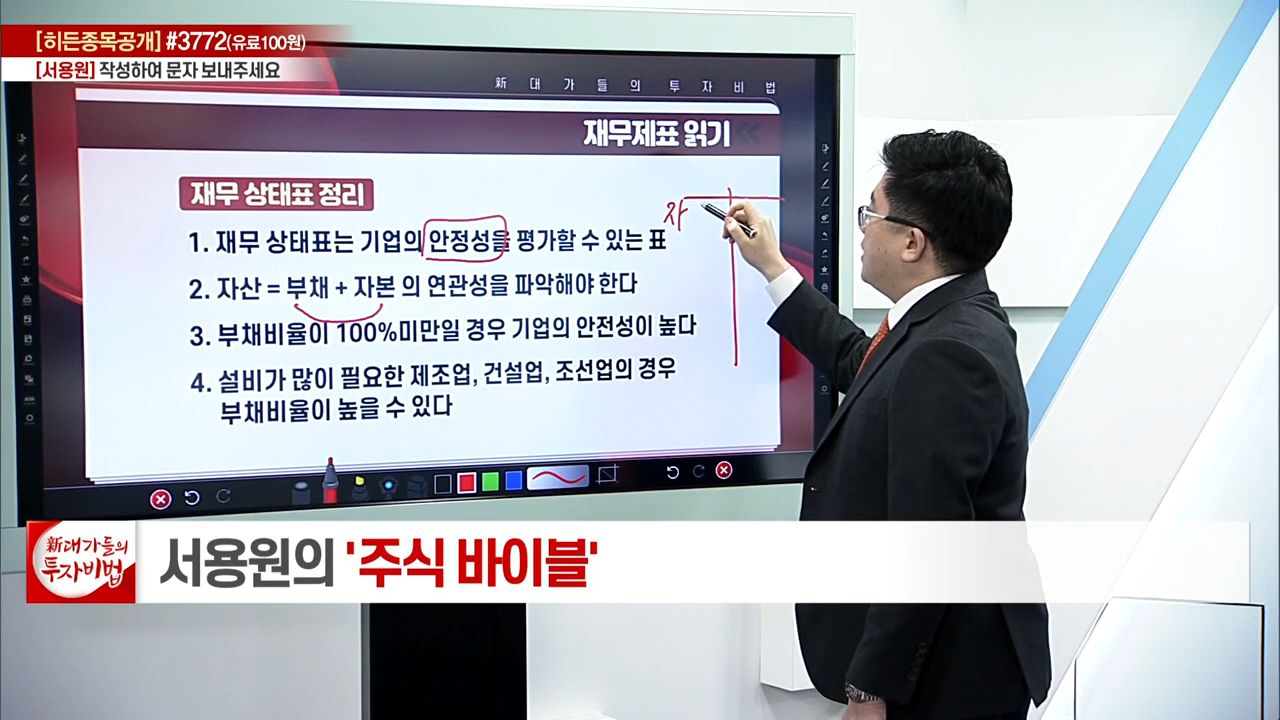 [히든종목공개] #3772(유료100원)
[서용원] 작성하여 문자 보내주세요
新 대 가 들 의 투 자 비 법
재무제표 읽기
재무 상태표 정리
자
1. 재무 상태표는 기업의 안정성을 평가할 수 있는 표
2. 자산 = 부채 + 자본 의 연관성을 파악해야 한다
3. 부채비율이 100%미만일 경우 기업의 안전성이 높다
4. 설비가 많이 필요한 제조업, 건설업, 조선업의 경우
부채비율이 높을 수 있다
新대가들의
투자비법
서용원의 '주식 바이블'